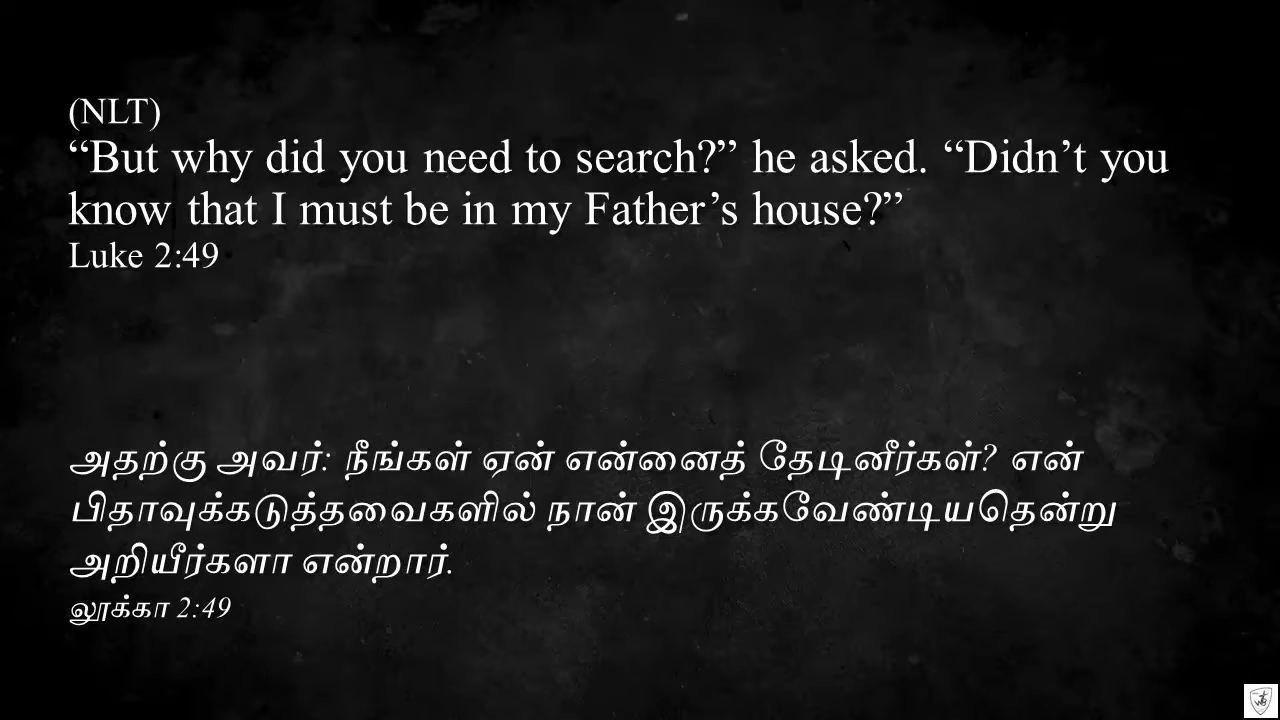 (NLT)
“But why did you need to search?” he asked. “Didn’t you
know that I must be in my Father’s house?”
Luke 2:49
அதற்கு அவர்: நீங்கள் ஏன் என்னைத் தேடினீர்கள்? என்
பிதாவுக்கடுத்தவைகளில் நான் இருக்கவேண்டியதென்று
அறியீர்களா என்றார்.
லூக்கா 2:49